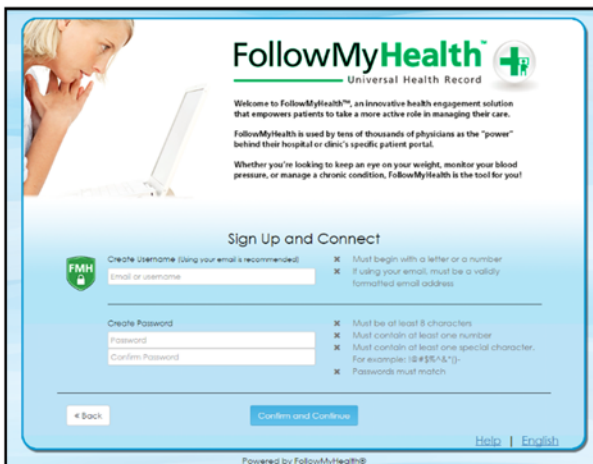 FollowMyHealth™
Universal Health Record
Welcome to FollowMyHealth™, an innovative health engagement solution
that empowers patients to take a more active role in managing their care.
FollowMyHealth is used by tens of thousands of physicians as the "power"
behind their hospital or clinic's specific patient portal.
Whether you're looking to keep an eye on your weight, monitor your blood
pressure, or manage a chronic condition, FollowMyHealth is the tool for you!
Sign Up and Connect
FMH
Create Username (Using your email is recommended)
Email or username
✖ Must begin with a letter or a number
✖ If using your email, must be a validly
formatted email address
Create Password
Password
Confirm Password
✖ Must be at least 8 characters
✖ Must contain at least one number
✖ Must contain at least one special character.
For example: !@#$%^&*()-
✖ Passwords must match
< Back
Confirm and Continue
Help | English
Powered by FollowMyHealth®